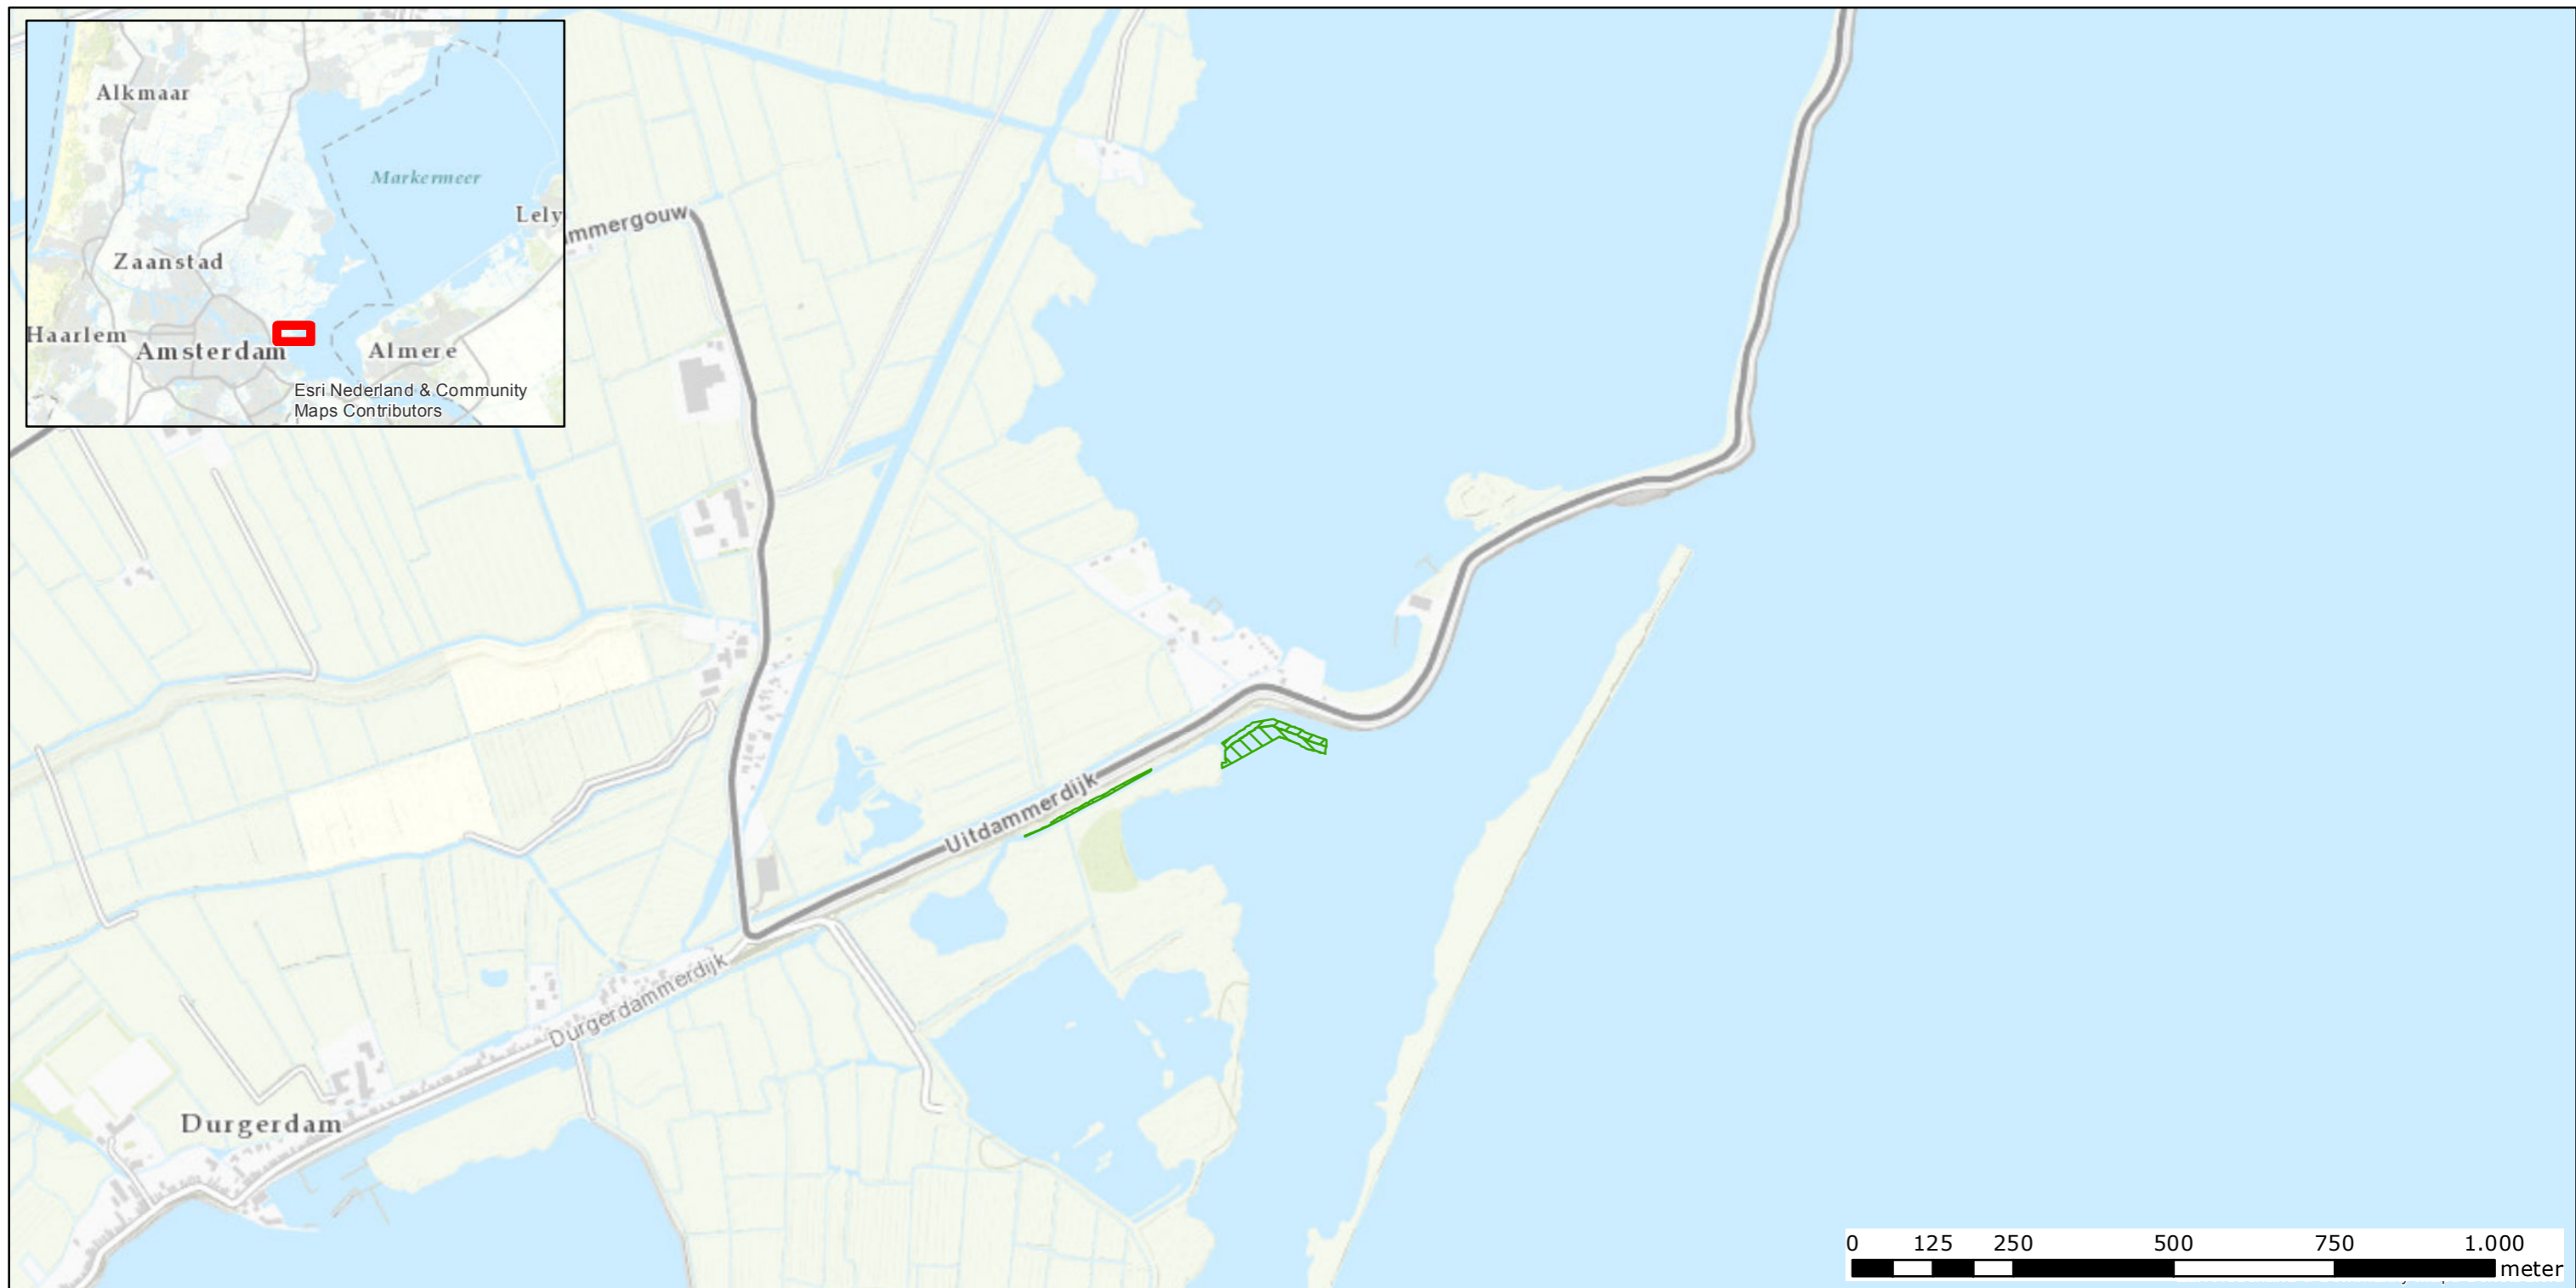 Alkmaar
Markermeer
Lely
mmergouw
Zaanstad
Haarlem
Amsterdam
Almere
Esri Nederland & Community
Maps Contributors
Uitdammerdijk
Durgerdammerdijk
Durgerdam
0 125 250 500 750 1.000
meter